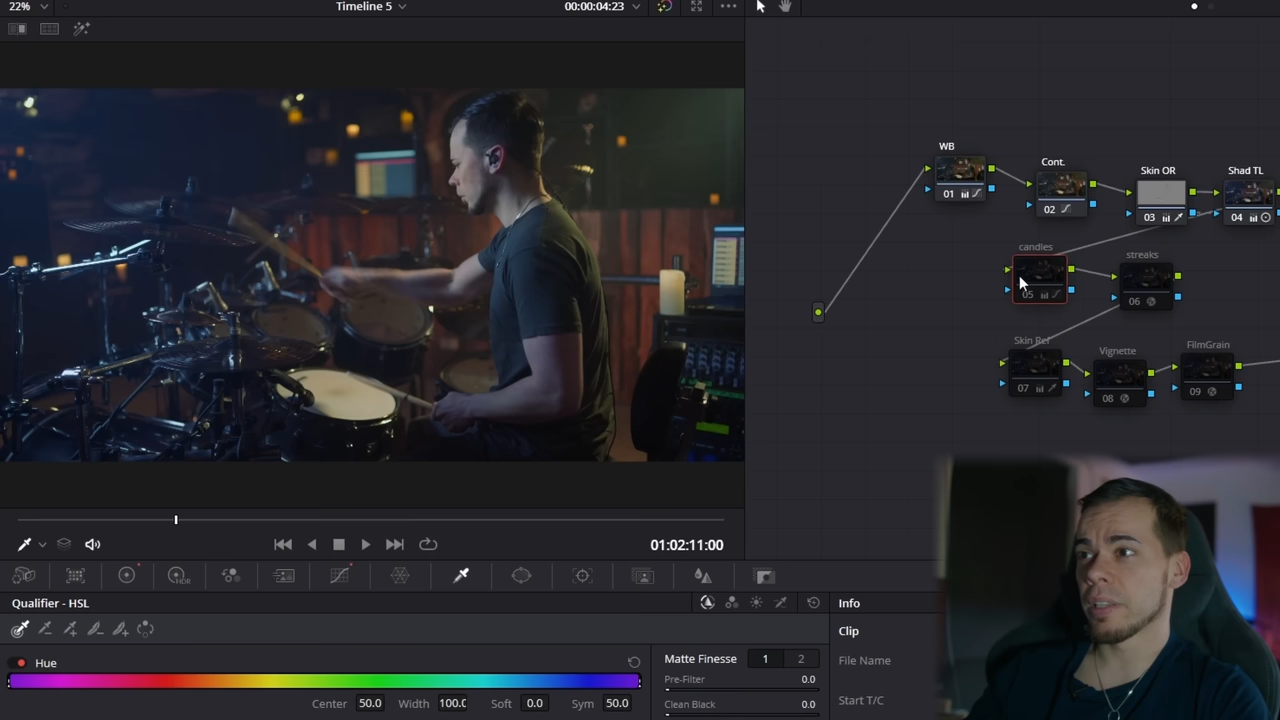 22%
Timeline 5
00:00:04:23
WB
01
Cont.
02
Skin OR
03
Shad TL
04
candles
05
streaks
06
Skin Ref
07
Vignette
08
FilmGrain
09
01:02:11:00
HDR
Qualifier - HSL
Info
Clip
Hue
Matte Finesse
1
2
File Name
Pre-Filter
0.0
Center
50.0
Width
100.0
Soft
0.0
Sym
50.0
Clean Black
0.0
Start T/C